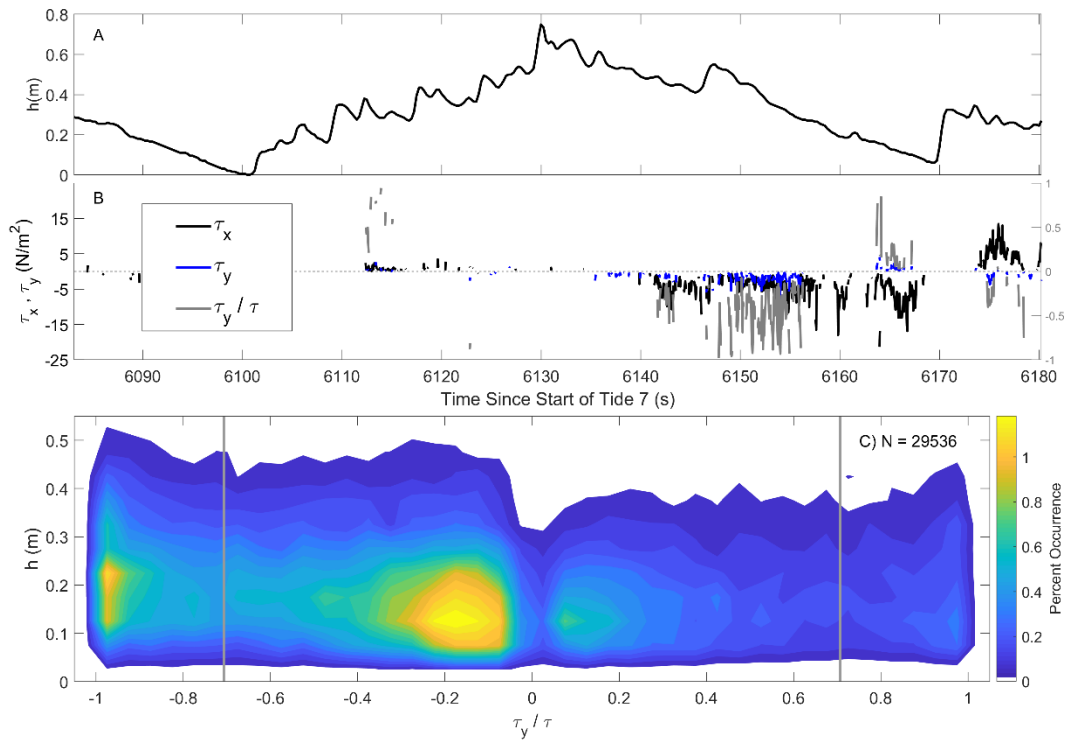 A
h(m)
0.8
0.6
0.4
0.2
0
B
τx , τy (N/m²)
15
5
-5
-15
-25
τx
τy
τy / τ
1
0.5
0
-0.5
-1
6090 6100 6110 6120 6130 6140 6150 6160 6170 6180
Time Since Start of Tide 7 (s)
C) N = 29536
h (m)
0.5
0.4
0.3
0.2
0.1
0
-1 -0.8 -0.6 -0.4 -0.2 0 0.2 0.4 0.6 0.8 1
τy / τ
1
0.8
0.6
0.4
0.2
0
Percent Occurrence